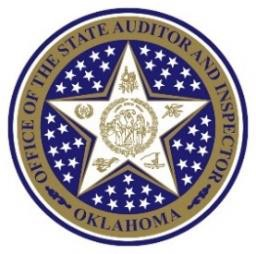 OFFICE OF THE STATE AUDITOR AND INSPECTOR
OKLAHOMA